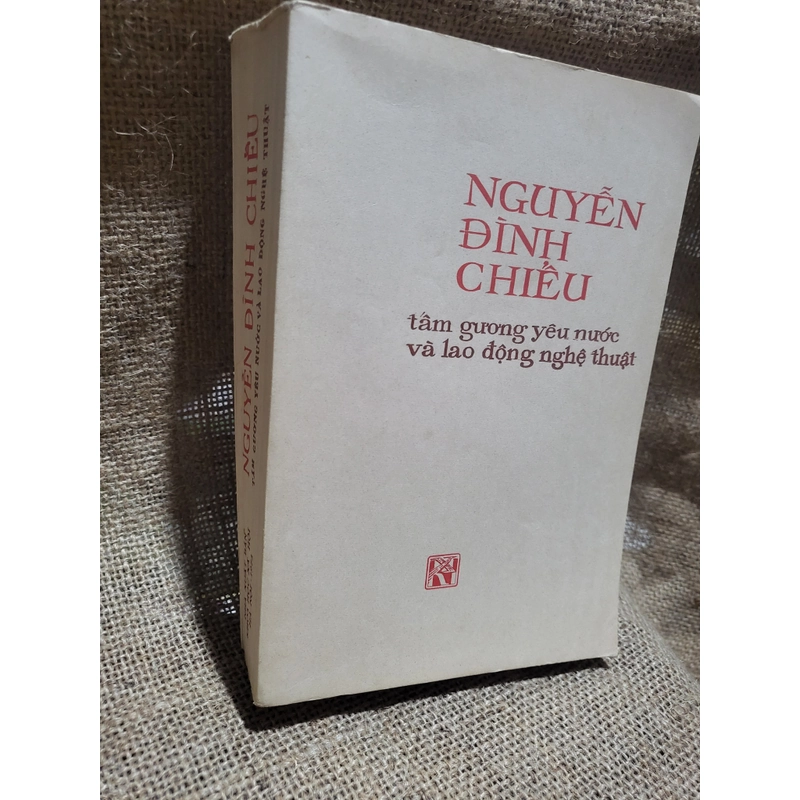 NGUYỄN
ĐÌNH
CHIỂU
tấm gương yêu nước
và lao động nghệ thuật
NGUYỄN ĐÌNH CHIỂU
TẤM GƯƠNG YÊU NƯỚC VÀ LAO ĐỘNG NGHỆ THUẬT